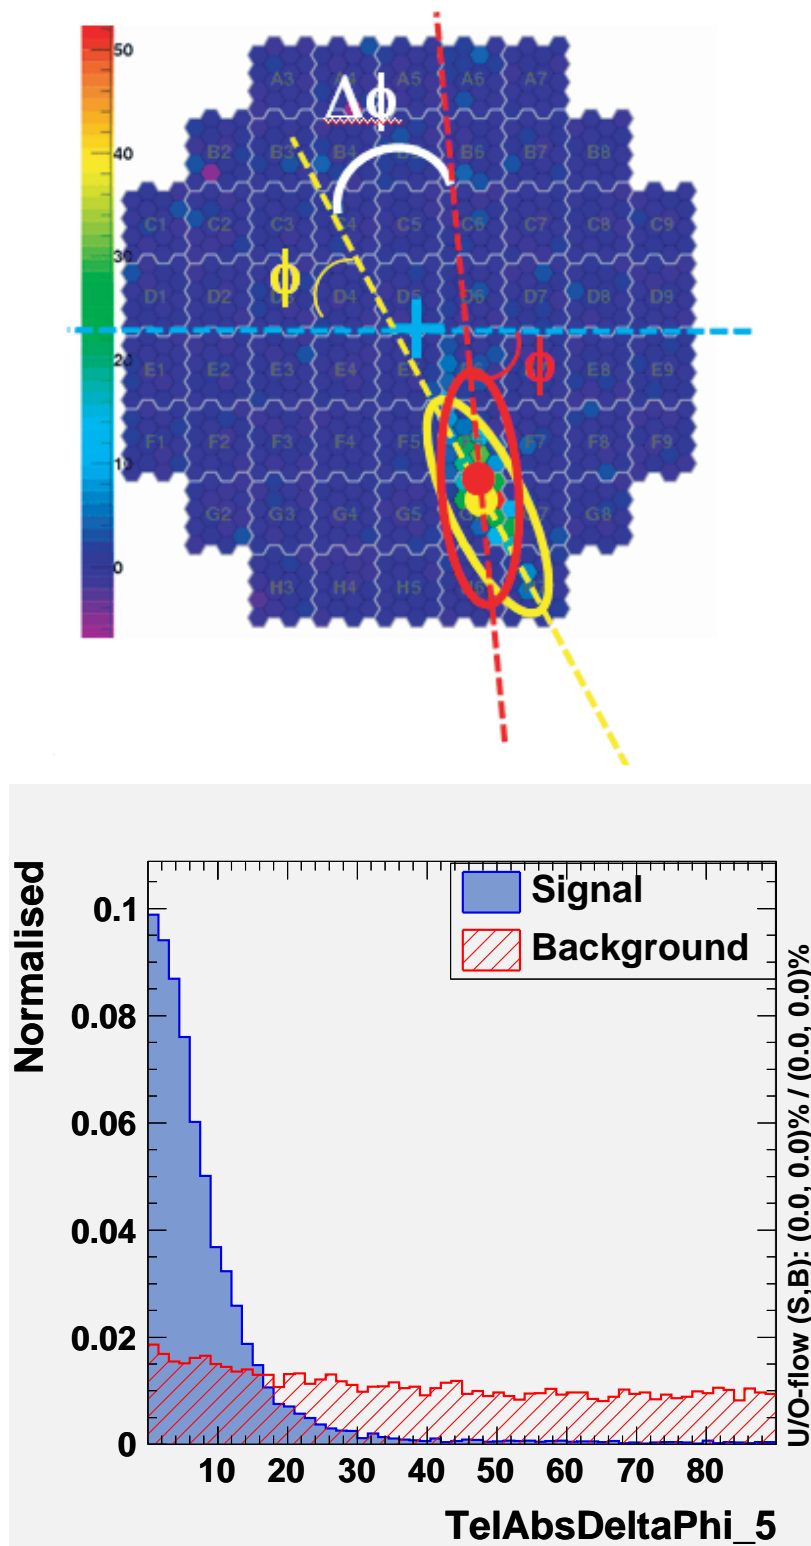 50
A3 A4 A5 A6 A7
Δϕ
40
B2 B3 B4 B6 B7 B8
C1 C2 C3 C4 C5 C6 C7 C8 C9
30
ϕ
D1 D2 D4 D5 D6 D7 D8 D9
20
E1 E2 E3 E4 E8 E9
ϕ
F1 F2 F3 F4 F5 F7 F8 F9
10
G2 G3 G4 G5 G8
0
H3 H4 H5
Normalised
Signal
Background
0.1
0.08
0.06
0.04
0.02
0
10 20 30 40 50 60 70 80
TelAbsDeltaPhi_5
U/O-flow (S,B): (0.0, 0.0)% / (0.0, 0.0)%